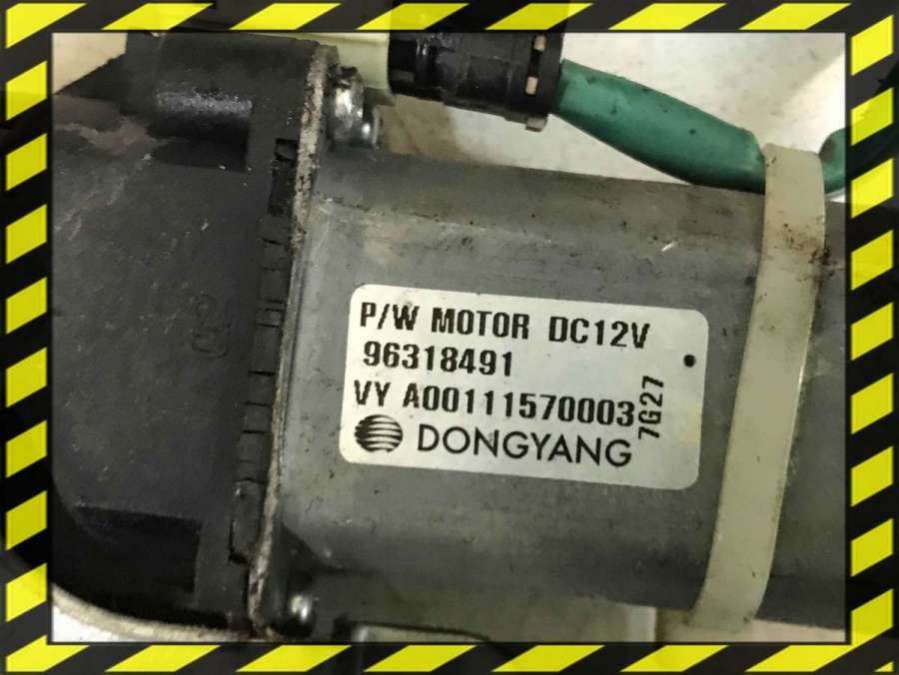 P/W MOTOR DC12V
96318491
VY A00111570003
7G27
DONGYANG